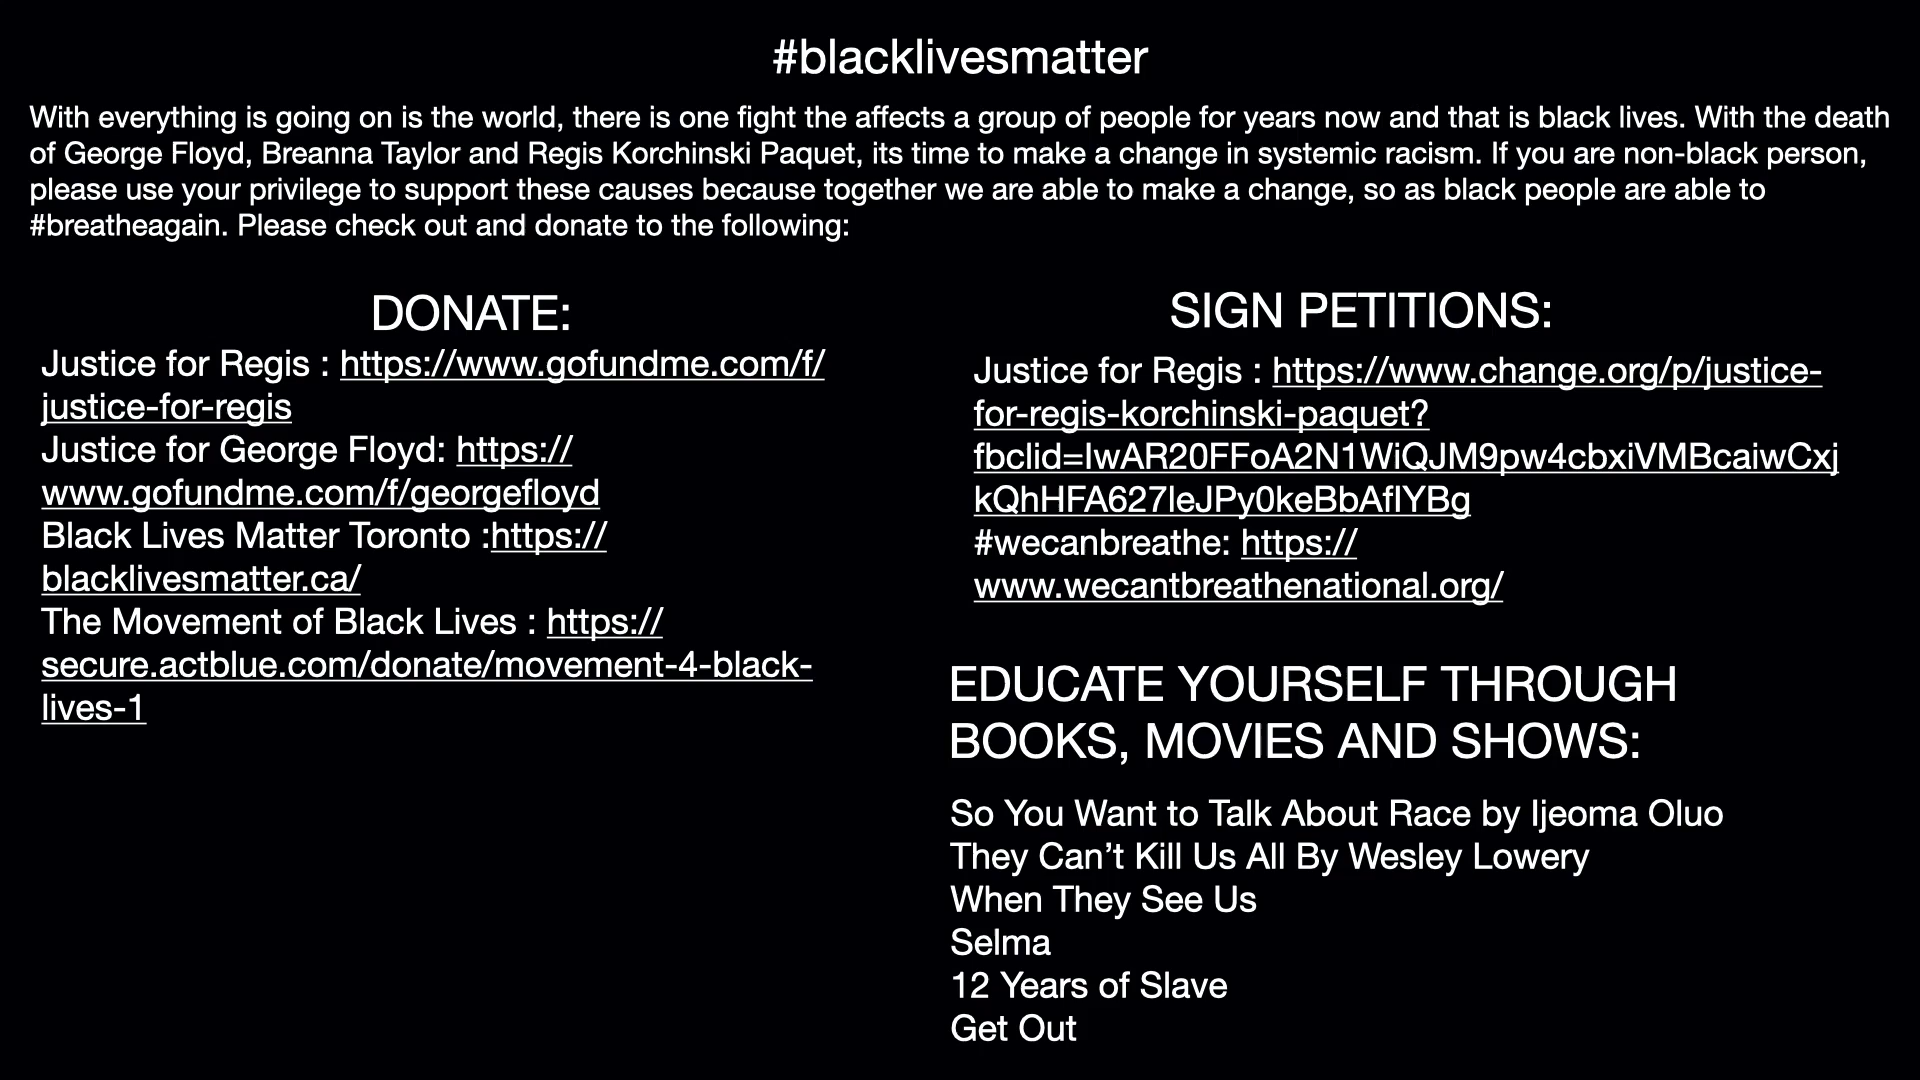 #blacklivesmatter
With everything is going on is the world, there is one fight the affects a group of people for years now and that is black lives. With the death
of George Floyd, Breanna Taylor and Regis Korchinski Paquet, its time to make a change in systemic racism. If you are non-black person,
please use your privilege to support these causes because together we are able to make a change, so as black people are able to
#breatheagain. Please check out and donate to the following:
DONATE:
Justice for Regis : https://www.gofundme.com/f/
justice-for-regis
Justice for George Floyd: https://
www.gofundme.com/f/georgefloyd
Black Lives Matter Toronto :https://
blacklivesmatter.ca/
The Movement of Black Lives : https://
secure.actblue.com/donate/movement-4-black-
lives-1
SIGN PETITIONS:
Justice for Regis : https://www.change.org/p/justice-
for-regis-korchinski-paquet?
fbclid=IwAR20FFoA2N1WiQJM9pw4cbxiVMBcaiwCxj
kQhHFA627leJPy0keBbAflYBg
#wecanbreathe: https://
www.wecantbreathenational.org/
EDUCATE YOURSELF THROUGH
BOOKS, MOVIES AND SHOWS:
So You Want to Talk About Race by Ijeoma Oluo
They Can’t Kill Us All By Wesley Lowery
When They See Us
Selma
12 Years of Slave
Get Out